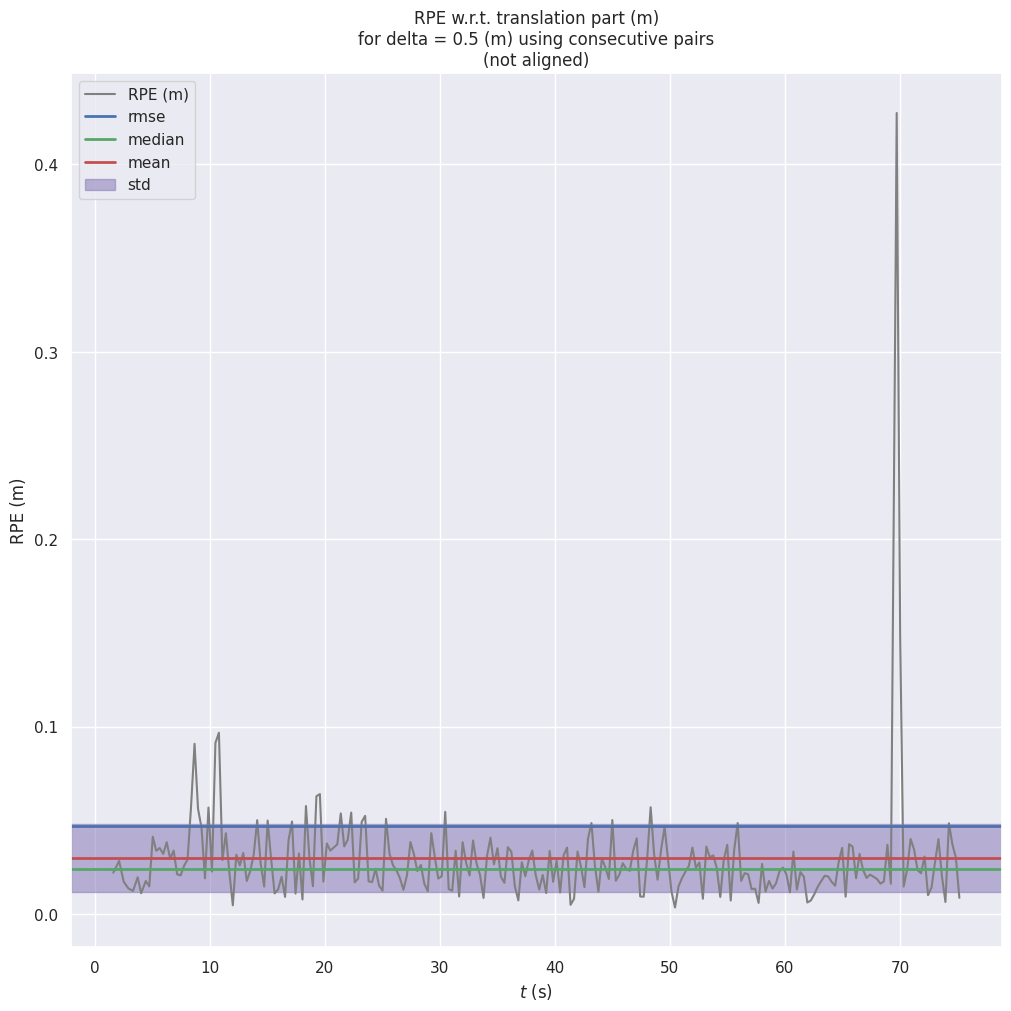 RPE w.r.t. translation part (m)
for delta = 0.5 (m) using consecutive pairs
(not aligned)
RPE (m)
rmse
median
mean
std
RPE (m)
0.4
0.3
0.2
0.1
0.0
0 10 20 30 40 50 60 70
t (s)